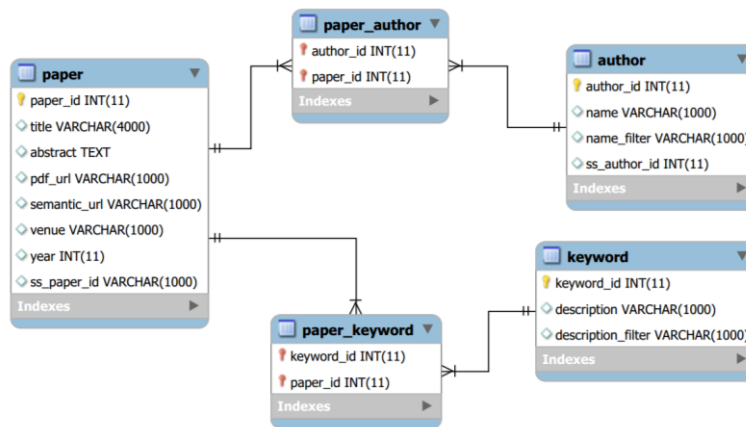 paper_author
author_id INT(11)
paper_id INT(11)
Indexes
paper
paper_id INT(11)
title VARCHAR(4000)
abstract TEXT
pdf_url VARCHAR(1000)
semantic_url VARCHAR(1000)
venue VARCHAR(1000)
year INT(11)
ss_paper_id VARCHAR(1000)
Indexes
author
author_id INT(11)
name VARCHAR(1000)
name_filter VARCHAR(1000)
ss_author_id INT(11)
Indexes
keyword
keyword_id INT(11)
description VARCHAR(1000)
description_filter VARCHAR(1000)
Indexes
paper_keyword
keyword_id INT(11)
paper_id INT(11)
Indexes